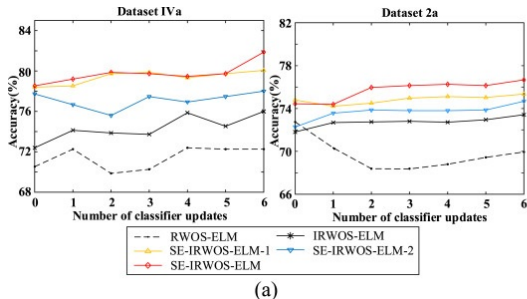 Dataset IVa
Accuracy(%)
84
80
76
72
68
0 1 2 3 4 5 6
Number of classifier updates
Dataset 2a
Accuracy(%)
82
78
74
70
66
0 1 2 3 4 5 6
Number of classifier updates
RWOS-ELM
IRWOS-ELM
SE-IRWOS-ELM-1
SE-IRWOS-ELM-2
SE-IRWOS-ELM
(a)